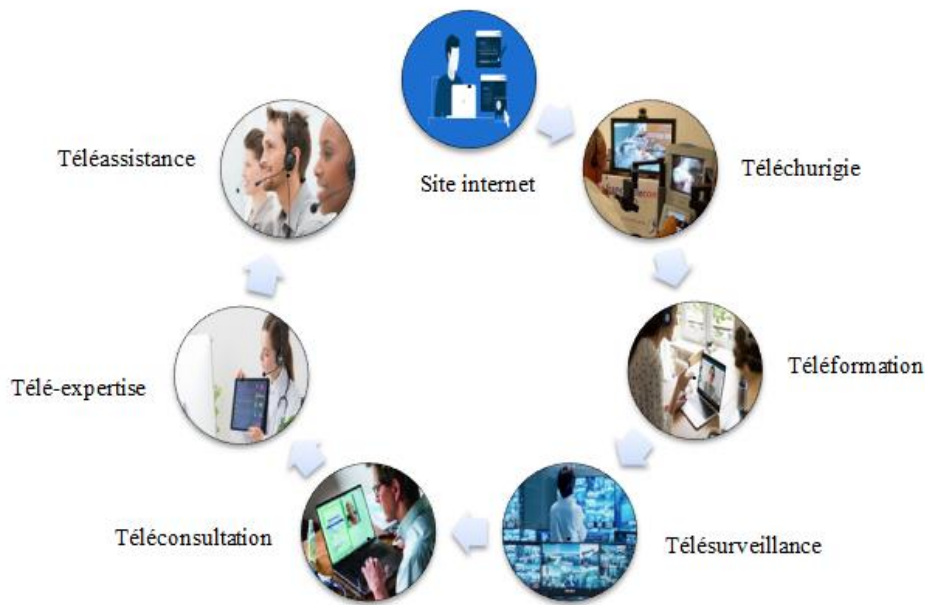 Site internet
Téléchurigie
Téléformation
Télésurveillance
Téléconsultation
Télé-expertise
Téléassistance